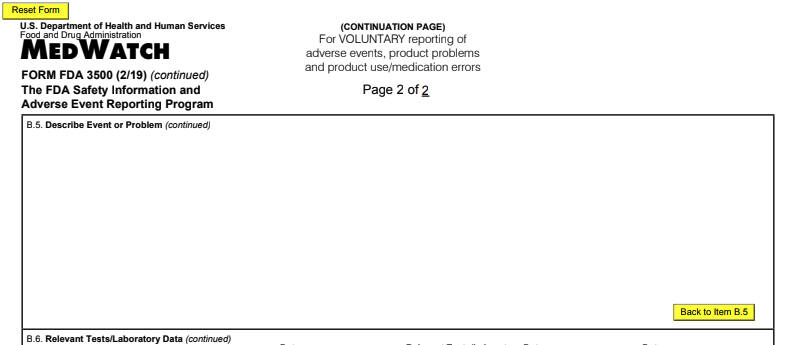 Reset Form
U.S. Department of Health and Human Services
Food and Drug Administration
MEDWATCH
FORM FDA 3500 (2/19) (continued)
The FDA Safety Information and
Adverse Event Reporting Program
(CONTINUATION PAGE)
For VOLUNTARY reporting of
adverse events, product problems
and product use/medication errors
Page 2 of 2
B.5. Describe Event or Problem (continued)
Back to Item B.5
B.6. Relevant Tests/Laboratory Data (continued)